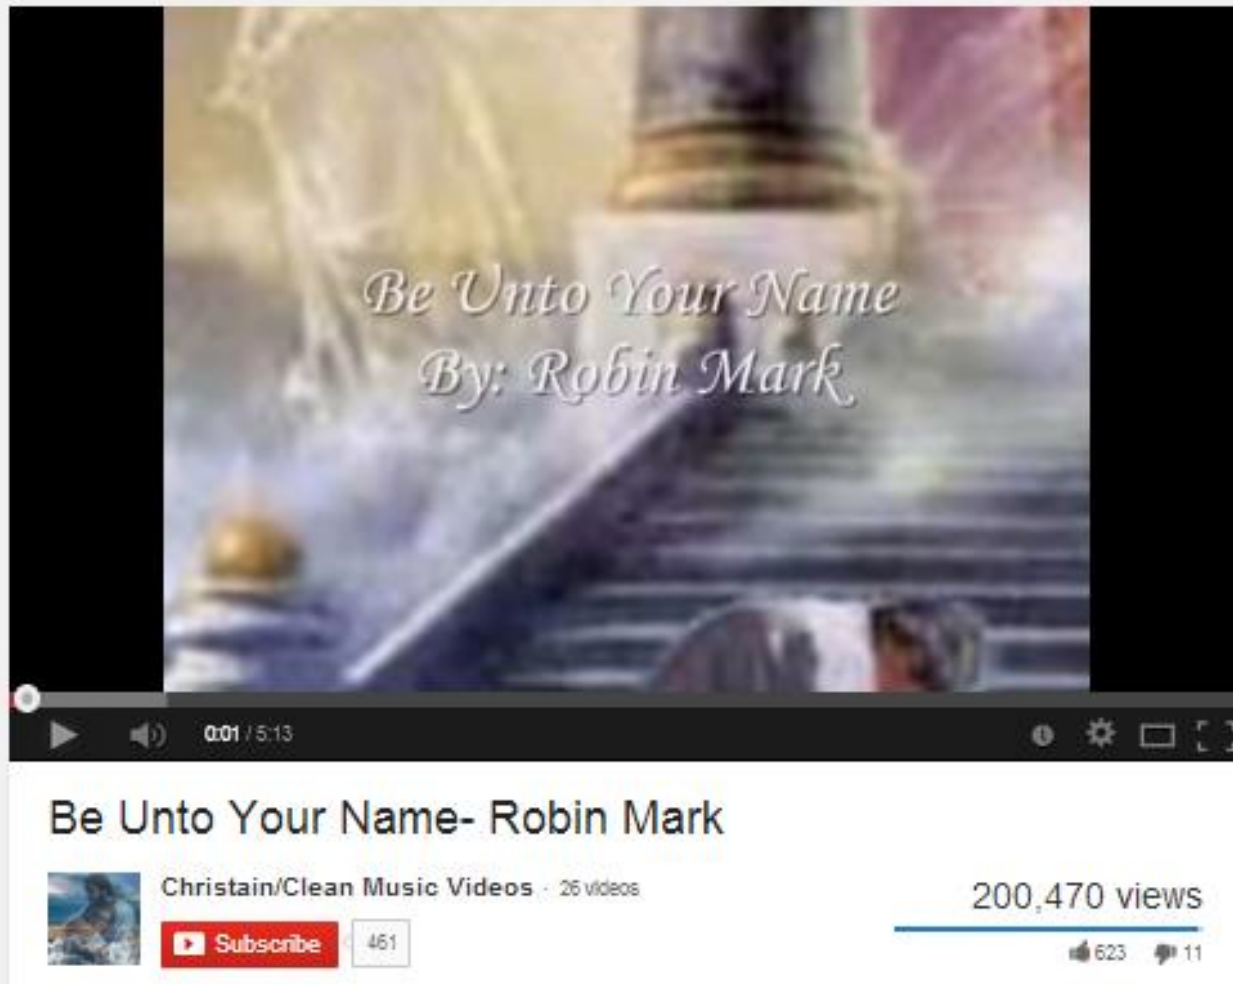 Be Unto Your Name
By: Robin Mark
0:01 / 5:13
Be Unto Your Name- Robin Mark
Christain/Clean Music Videos · 26 videos
Subscribe 461
200,470 views
623 11